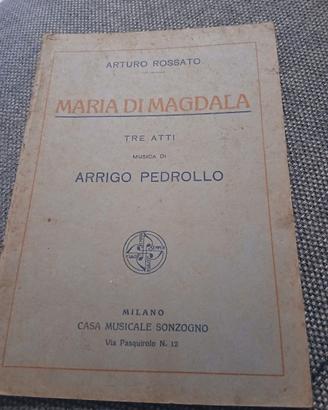 ARTURO ROSSATO
MARIA DI MAGDALA
TRE ATTI
MUSICA DI
ARRIGO PEDROLLO
MILANO
CASA MUSICALE SONZOGNO
Via Pasquirolo N. 12